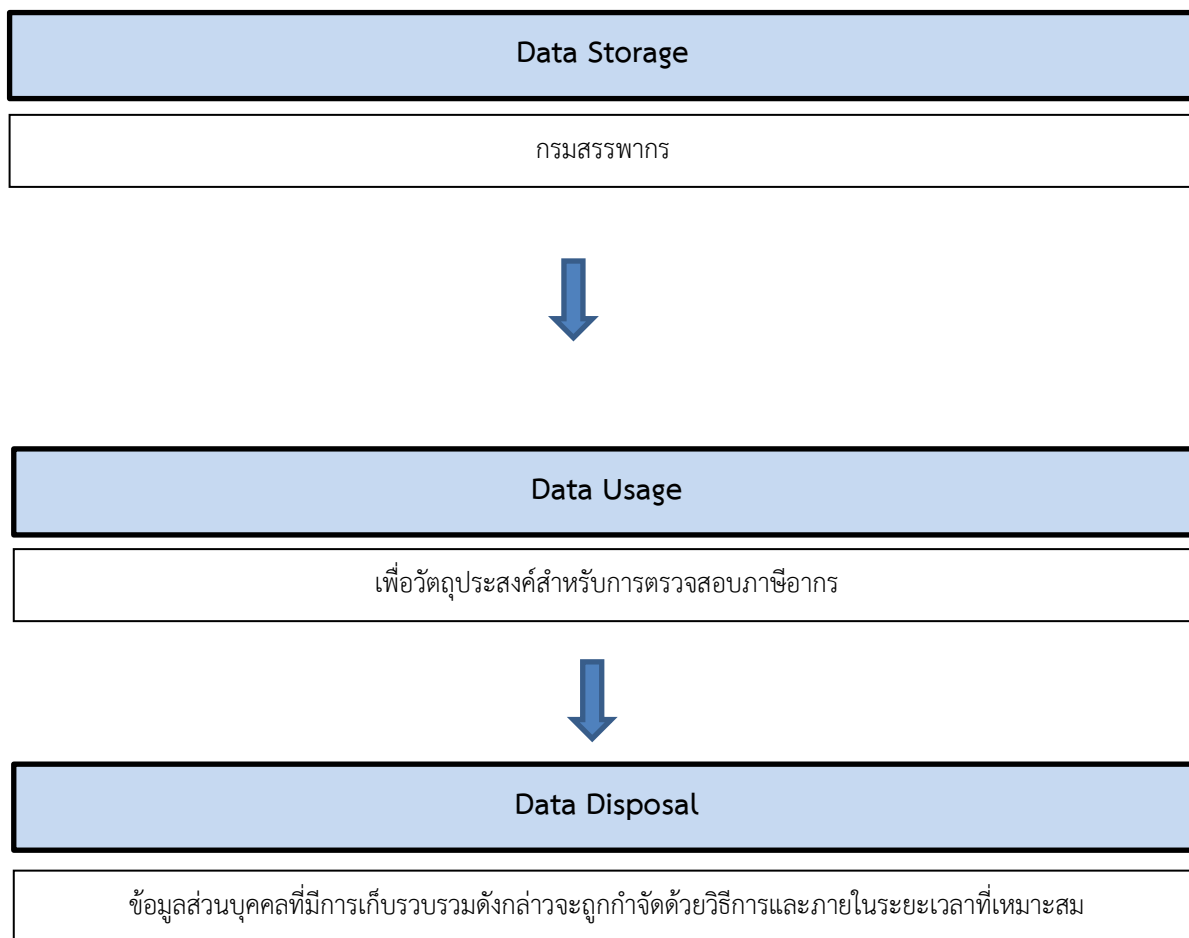 Data Storage
กรมสรรพากร
Data Usage
เพื่อวัตถุประสงค์สำหรับการตรวจสอบภาษีอากร
Data Disposal
ข้อมูลส่วนบุคคลที่มีการเก็บรวบรวมดังกล่าวจะถูกกำจัดด้วยวิธีการและภายในระยะเวลาที่เหมาะสม